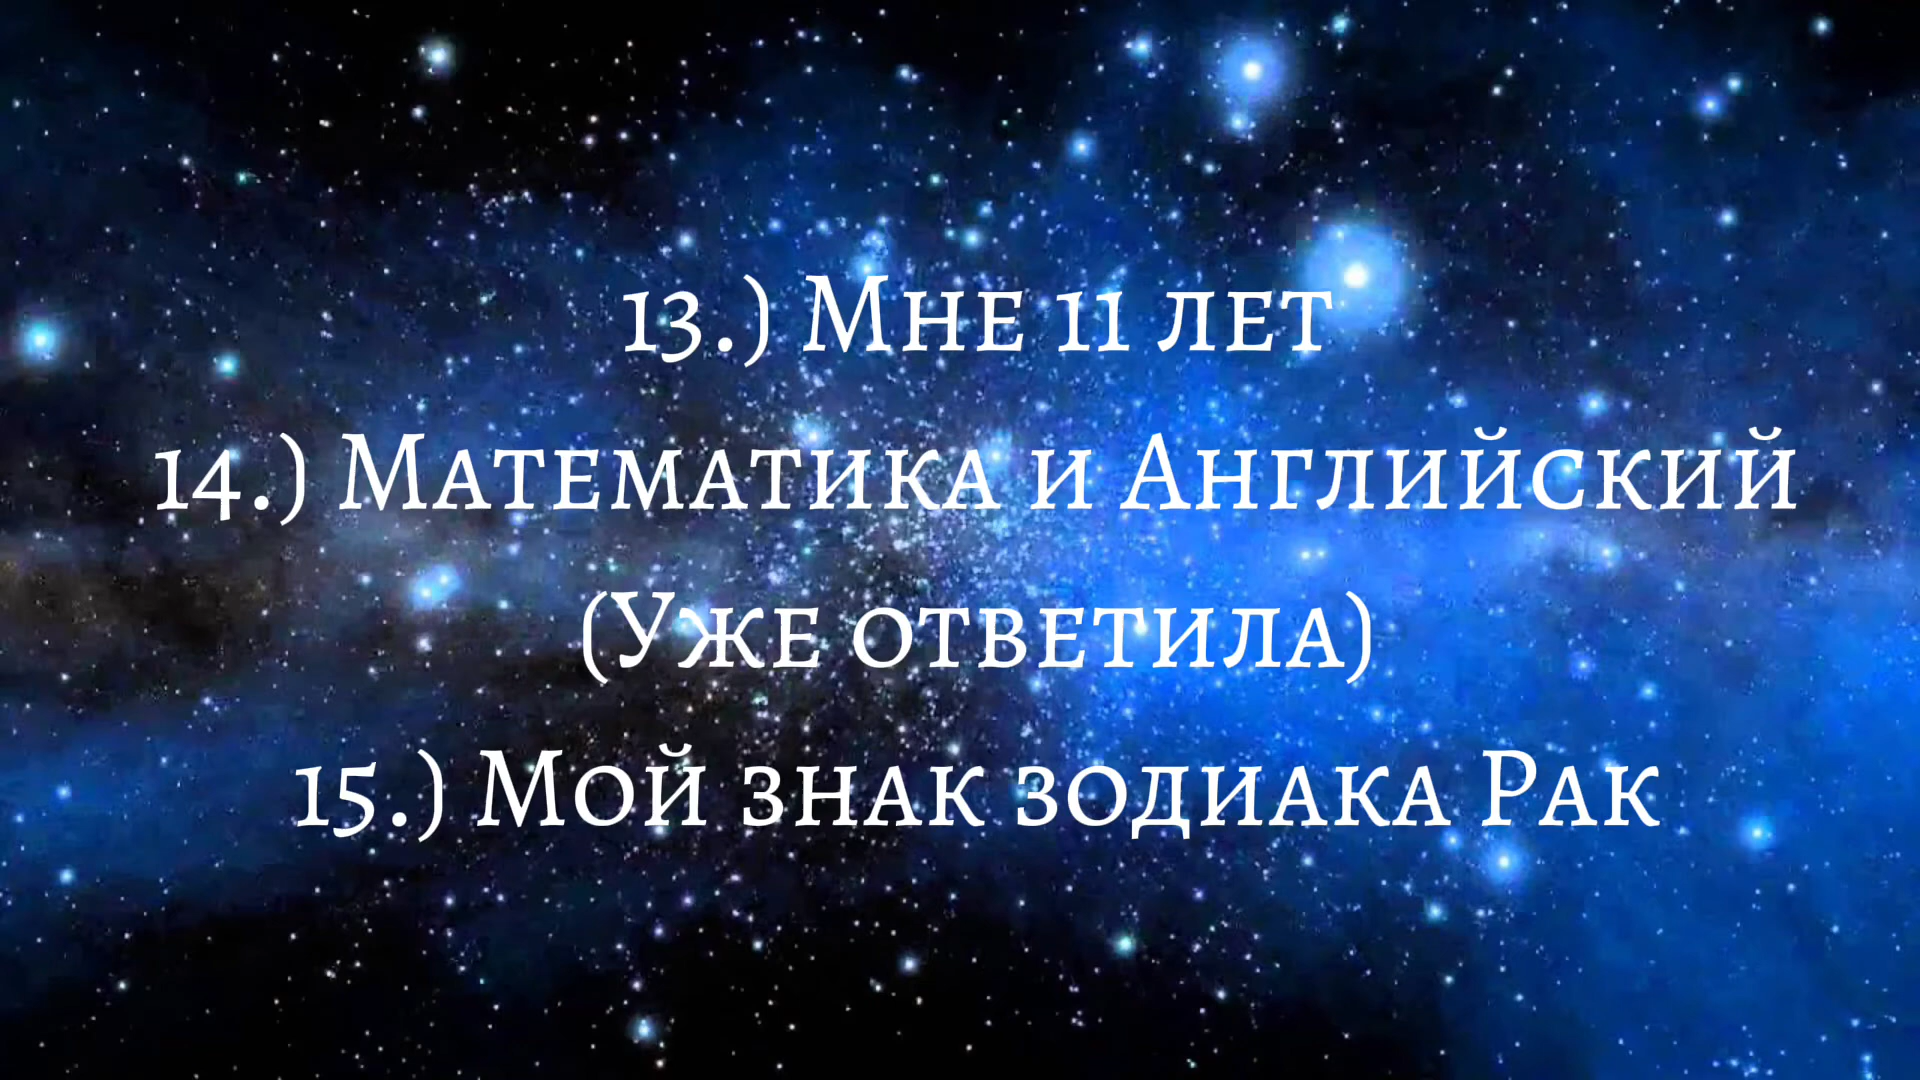 13.) Мне 11 лет
14.) Математика и Английский
(Уже ответила)
15.) Мой знак зодиака Рак